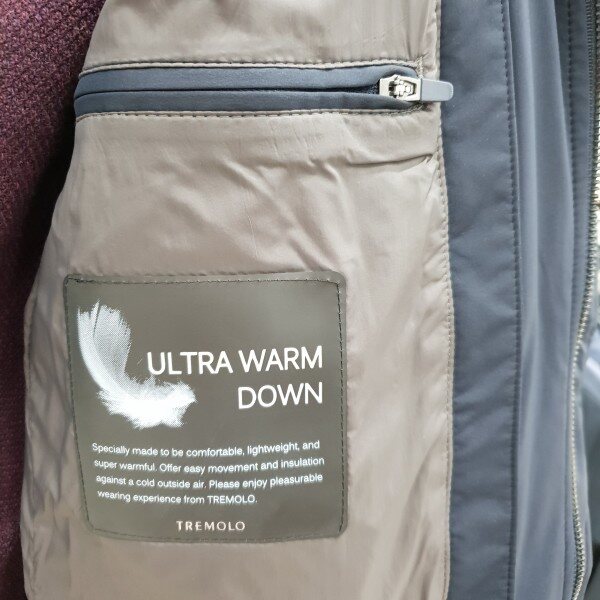 ULTRA WARM
DOWN
Specially made to be comfortable, lightweight, and
super warmful. Offer easy movement and insulation
against a cold outside air. Please enjoy pleasurable
wearing experience from TREMOLO.
TREMOLO